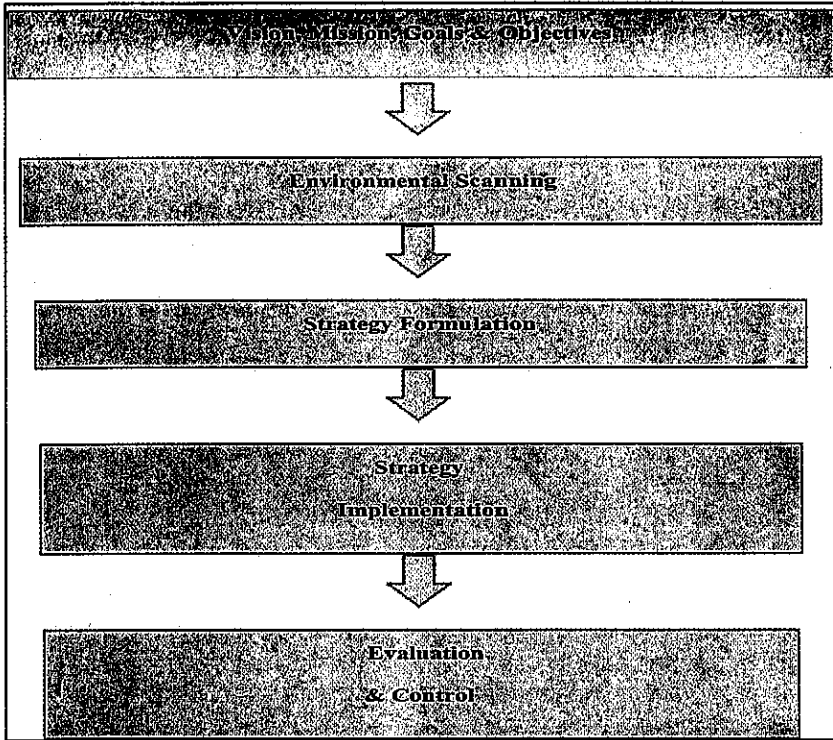 Vision, Mission, Goals & Objectives
Environmental Scanning
Strategy Formulation
Strategy
Implementation
Evaluation
& Control